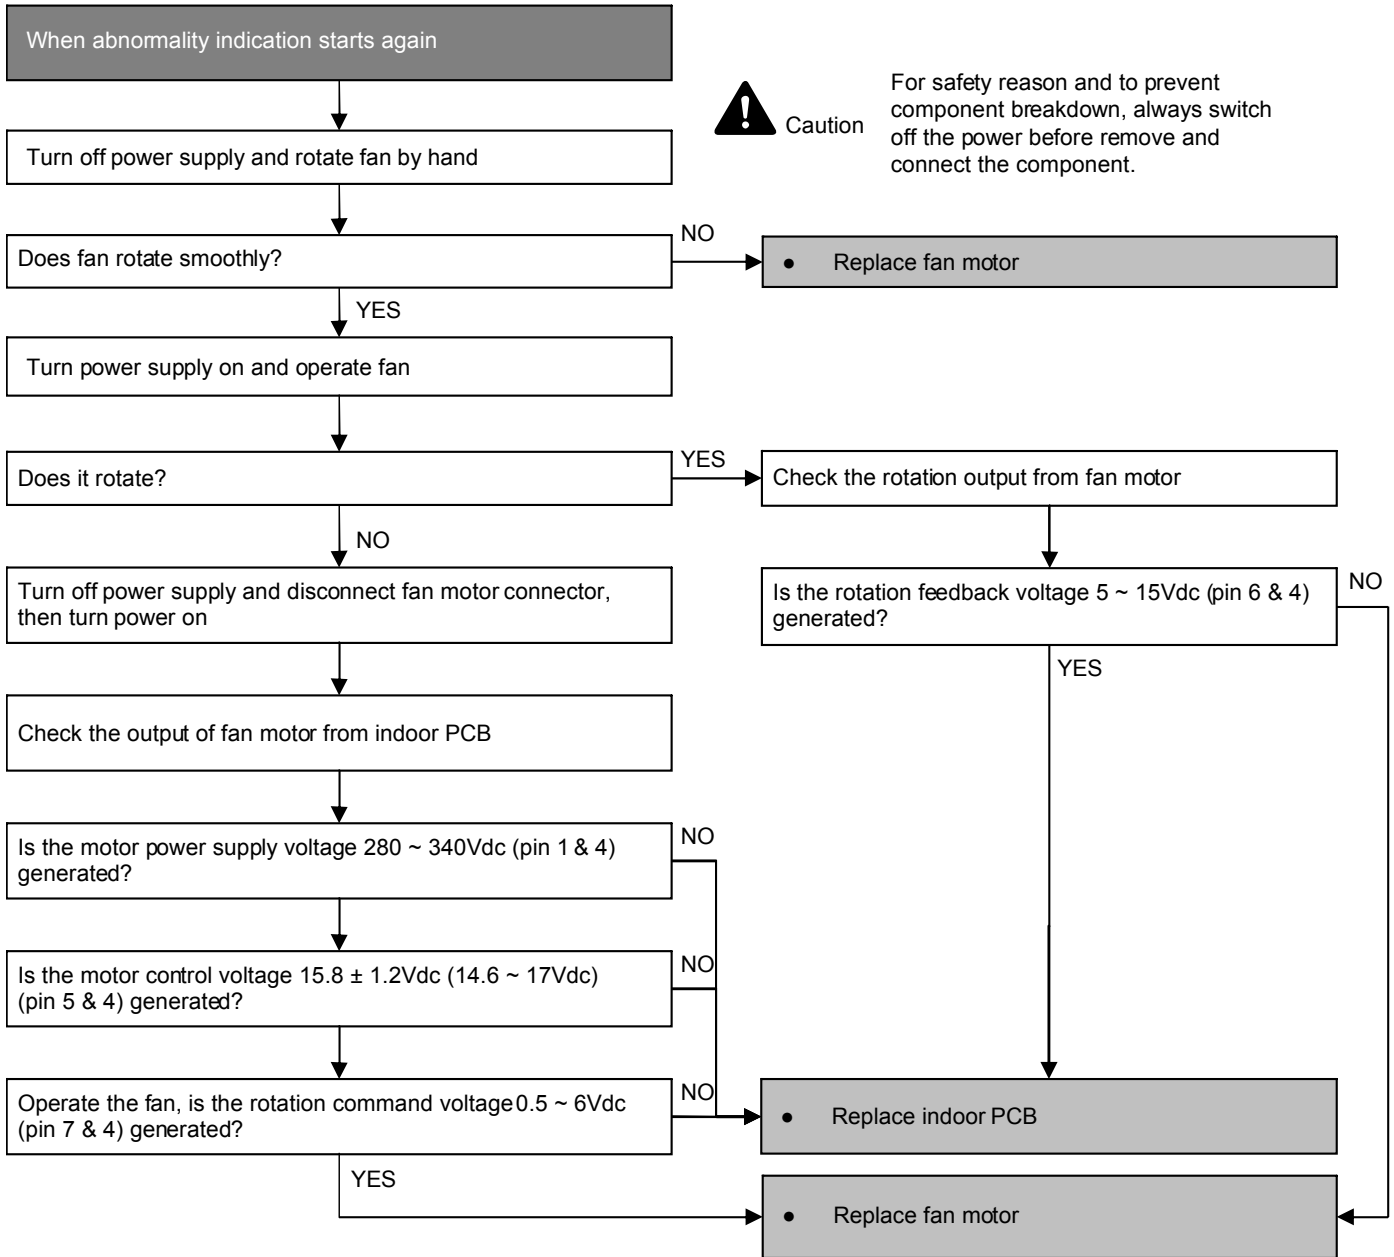 When abnormality indication starts again
Caution
For safety reason and to prevent
component breakdown, always switch
off the power before remove and
connect the component.
Turn off power supply and rotate fan by hand
Does fan rotate smoothly?
NO
● Replace fan motor
YES
Turn power supply on and operate fan
Does it rotate?
YES
Check the rotation output from fan motor
NO
Turn off power supply and disconnect fan motor connector,
then turn power on
Is the rotation feedback voltage 5 ~ 15Vdc (pin 6 & 4)
generated?
NO
YES
Check the output of fan motor from indoor PCB
Is the motor power supply voltage 280 ~ 340Vdc (pin 1 & 4)
generated?
NO
Is the motor control voltage 15.8 ± 1.2Vdc (14.6 ~ 17Vdc)
(pin 5 & 4) generated?
NO
Operate the fan, is the rotation command voltage 0.5 ~ 6Vdc
(pin 7 & 4) generated?
NO
● Replace indoor PCB
YES
● Replace fan motor